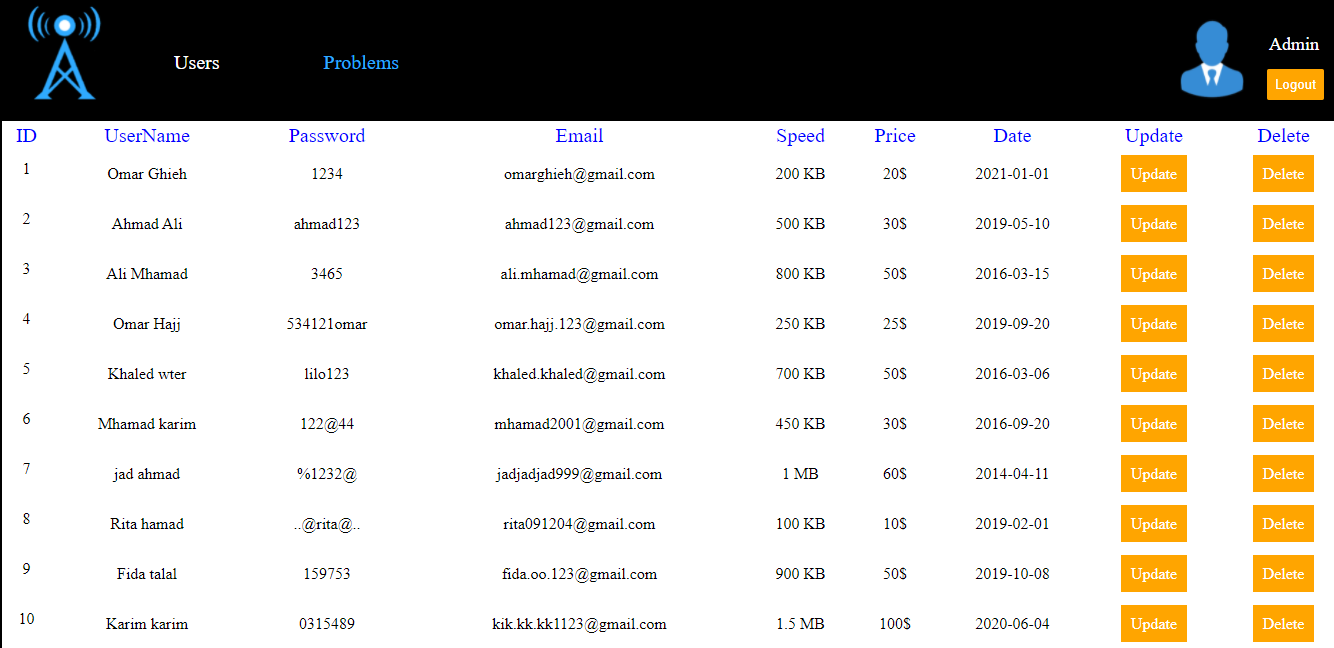 Users Problems Admin
Logout
ID UserName Password Email Speed Price Date Update Delete
1 Omar Ghieh 1234 omarghieh@gmail.com 200 KB 20$ 2021-01-01 Update Delete
2 Ahmad Ali ahmad123 ahmad123@gmail.com 500 KB 30$ 2019-05-10 Update Delete
3 Ali Mhamad 3465 ali.mhamad@gmail.com 800 KB 50$ 2016-03-15 Update Delete
4 Omar Hajj 534121omar omar.hajj.123@gmail.com 250 KB 25$ 2019-09-20 Update Delete
5 Khaled wter lilo123 khaled.khaled@gmail.com 700 KB 50$ 2016-03-06 Update Delete
6 Mhamad karim 122@44 mhamad2001@gmail.com 450 KB 30$ 2016-09-20 Update Delete
7 jad ahmad %1232@ jadjadjad999@gmail.com 1 MB 60$ 2014-04-11 Update Delete
8 Rita hamad ..@rita@.. rita091204@gmail.com 100 KB 10$ 2019-02-01 Update Delete
9 Fida talal 159753 fida.oo.123@gmail.com 900 KB 50$ 2019-10-08 Update Delete
10 Karim karim 0315489 kik.kk.kk1123@gmail.com 1.5 MB 100$ 2020-06-04 Update Delete